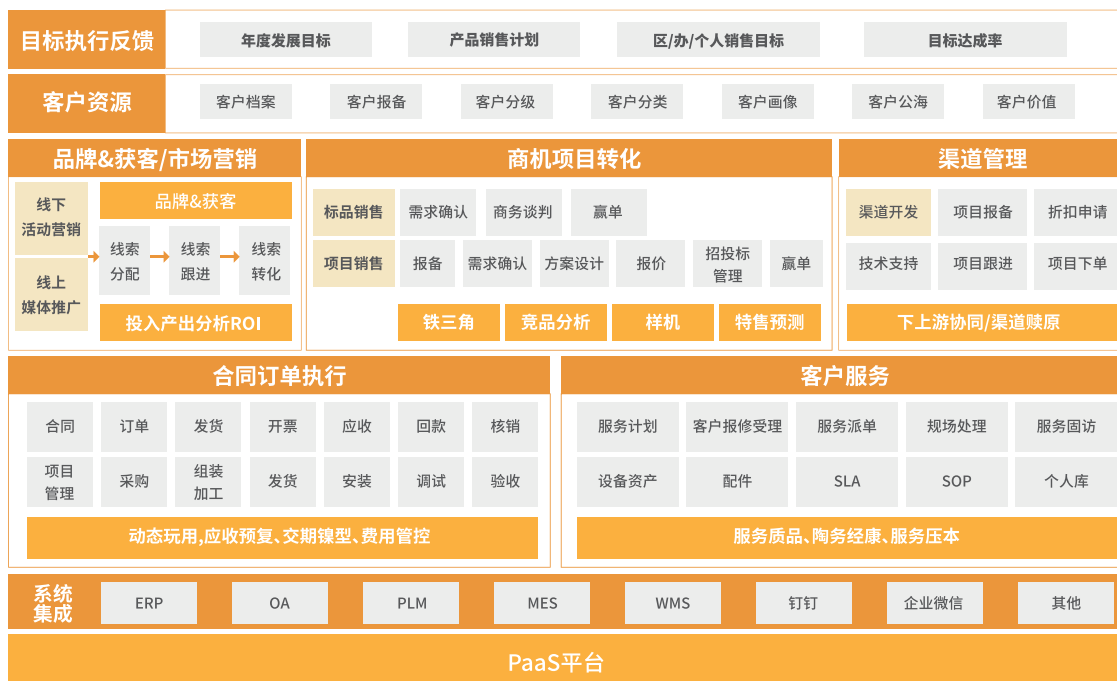 目标执行反馈
年度发展目标
产品销售计划
区/办/个人销售目标
目标达成率
客户资源
客户档案
客户报备
客户分级
客户分类
客户画像
客户公海
客户价值
品牌&获客/市场营销
线下
活动营销
线上
媒体推广
品牌&获客
线索
分配
线索
跟进
线索
转化
投入产出分析ROI
商机项目转化
标品销售
需求确认
商务谈判
赢单
项目销售
报备
需求确认
方案设计
报价
招投标
管理
赢单
铁三角
竞品分析
样机
特售预测
渠道管理
渠道开发
项目报备
折扣申请
技术支持
项目跟进
项目下单
下上游协同/渠道赎原
合同订单执行
合同
订单
发货
开票
应收
回款
核销
项目
管理
采购
组装
加工
发货
安装
调试
验收
动态玩用,应收预复、交期镍型、费用管控
客户服务
服务计划
客户报修受理
服务派单
规场处理
服务固访
设备资产
配件
SLA
SOP
个人库
服务质品、陶务经康、服务压本
系统
集成
ERP
OA
PLM
MES
WMS
钉钉
企业微信
其他
PaaS平台